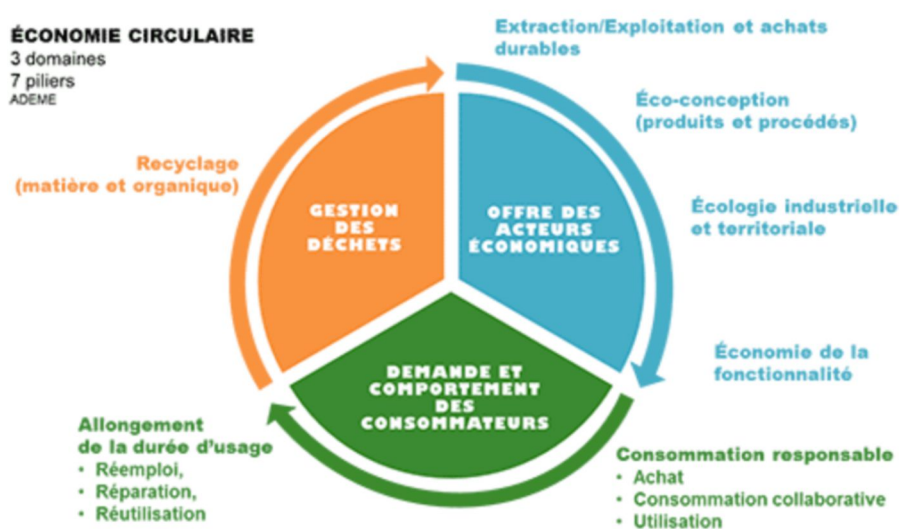 ÉCONOMIE CIRCULAIRE
3 domaines
7 piliers
ADEME
Extraction/Exploitation et achats
durables
Éco-conception
(produits et procédés)
Écologie industrielle
et territoriale
Économie de la
fonctionnalité
OFFRE DES
ACTEURS
ÉCONOMIQUES
Consommation responsable
• Achat
• Consommation collaborative
• Utilisation
DEMANDE ET
COMPORTEMENT
DES
CONSOMMATEURS
Allongement
de la durée d'usage
• Réemploi,
• Réparation,
• Réutilisation
Recyclage
(matière et organique)
GESTION
DES
DÉCHETS